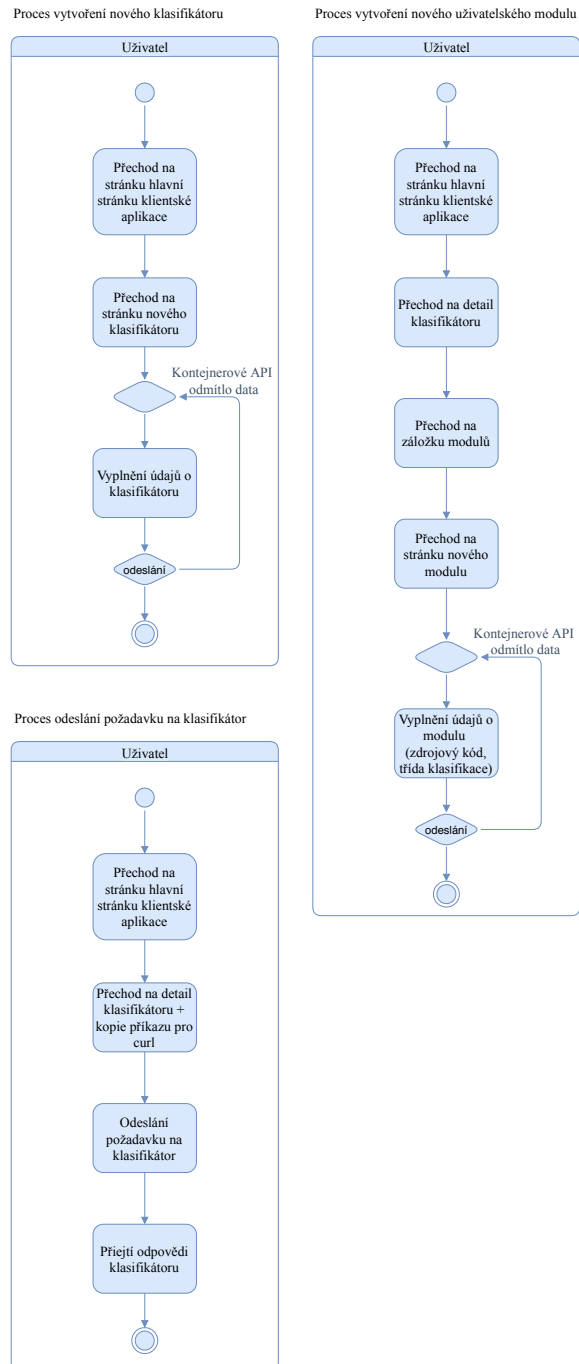 Proces vytvoření nového klasifikátoru
Uživatel
Přechod na
stránku hlavní
stránku klientské
aplikace
Přechod na
stránku nového
klasifikátoru
Kontejnerové API
odmítlo data
Vyplnění údajů o
klasifikátoru
odeslání
Proces vytvoření nového uživatelského modulu
Uživatel
Přechod na
stránku hlavní
stránku klientské
aplikace
Přechod na detail
klasifikátoru
Přechod na
záložku modulů
Přechod na
stránku nového
modulu
Kontejnerové API
odmítlo data
Vyplnění údajů o
modulu
(zdrojový kód,
třída klasifikace)
odeslání
Proces odeslání požadavku na klasifikátor
Uživatel
Přechod na
stránku hlavní
stránku klientské
aplikace
Přechod na detail
klasifikátoru +
kopie příkazu pro
curl
Odeslání
požadavku na
klasifikátor
Přiejtí odpovědi
klasifikátoru